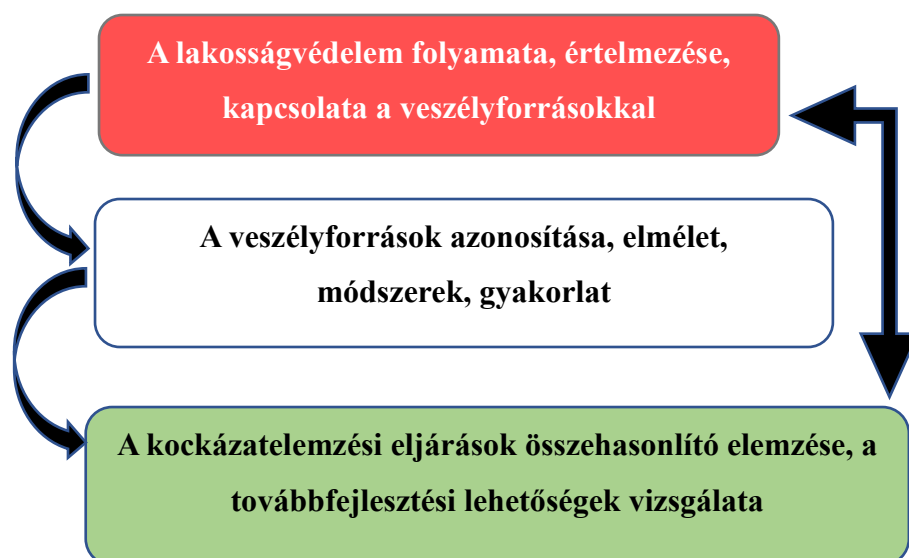 A lakosságvédelem folyamata, értelmezése,
kapcsolata a veszélyforrásokkal
A veszélyforrások azonosítása, elmélet,
módszerek, gyakorlat
A kockázatelemzési eljárások összehasonlító elemzése, a
továbbfejlesztési lehetőségek vizsgálata